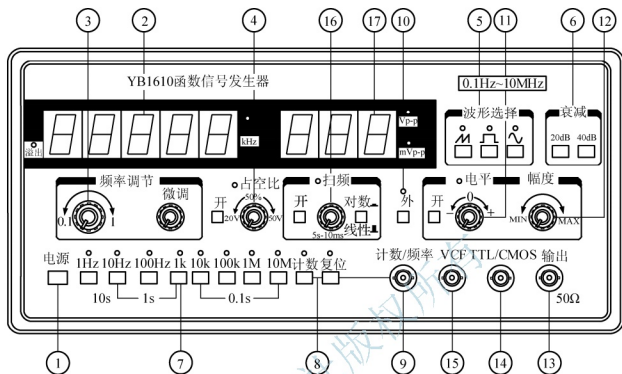 ③ ② ④ ⑯ ⑰ ⑩ ⑤ ⑪ ⑥ ⑫
YB1610函数信号发生器
0.1Hz~10MHz
溢出
kHz
Vp-p
mVp-p
波形选择
衰减
20dB 40dB
频率调节
微调
0.1 1
占空比
开
50%
20V 50V
扫频
开
对数
线性
5s-10ms
外
电平
开
- 0 +
幅度
MIN MAX
电源
1Hz 10Hz 100Hz 1k 10k 100k 1M 10M 计数 复位
10s 1s 0.1s
计数/频率 VCF TTL/CMOS 输出
50Ω
① ⑦ ⑧ ⑨ ⑮ ⑭ ⑬
版权所有